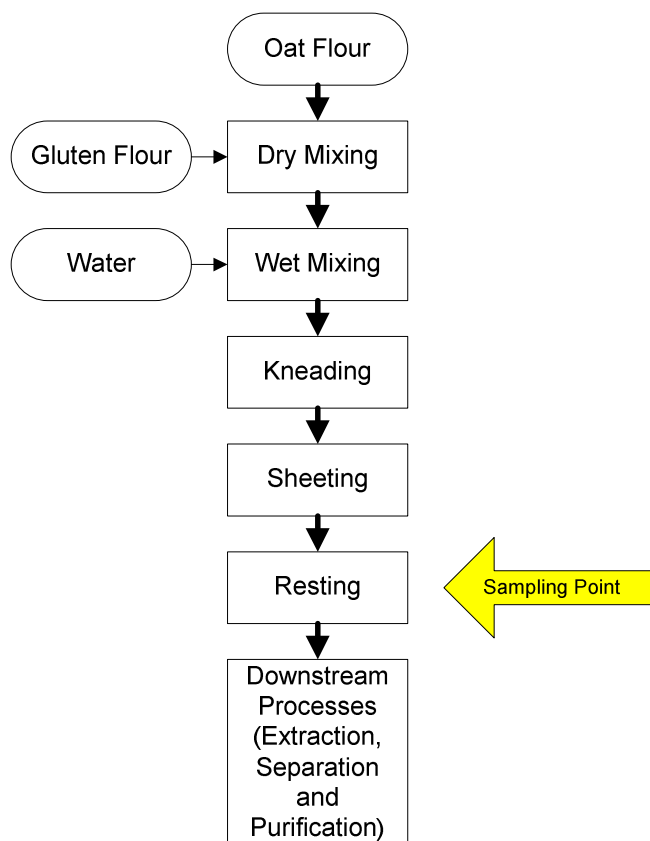 Oat Flour
Gluten Flour
Dry Mixing
Water
Wet Mixing
Kneading
Sheeting
Resting
Sampling Point
Downstream
Processes
(Extraction,
Separation
and
Purification)